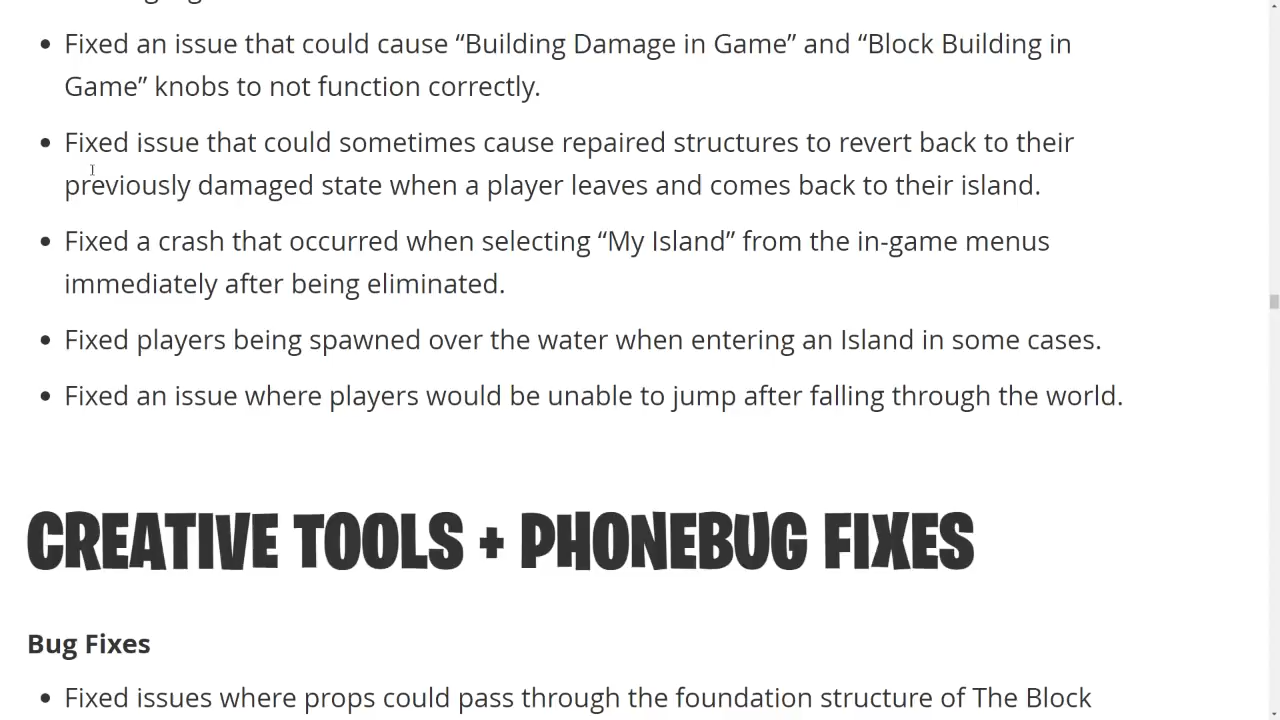 Fixed an issue that could cause “Building Damage in Game” and “Block Building in
Game” knobs to not function correctly.
Fixed issue that could sometimes cause repaired structures to revert back to their
previously damaged state when a player leaves and comes back to their island.
Fixed a crash that occurred when selecting “My Island” from the in-game menus
immediately after being eliminated.
Fixed players being spawned over the water when entering an Island in some cases.
Fixed an issue where players would be unable to jump after falling through the world.
CREATIVE TOOLS + PHONEBUG FIXES
Bug Fixes
Fixed issues where props could pass through the foundation structure of The Block